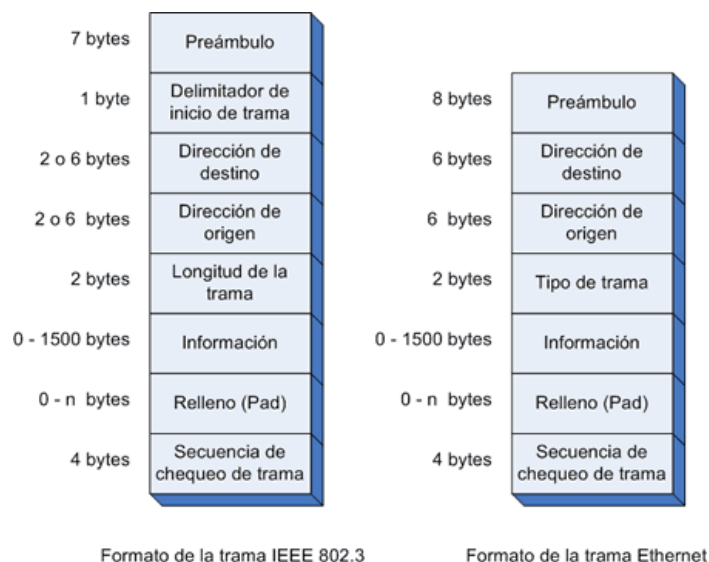 7 bytes
Preámbulo
1 byte
Delimitador de
inicio de trama
2 o 6 bytes
Dirección de
destino
2 o 6 bytes
Dirección de
origen
2 bytes
Longitud de la
trama
0 - 1500 bytes
Información
0 - n bytes
Relleno (Pad)
4 bytes
Secuencia de
chequeo de trama
Formato de la trama IEEE 802.3
8 bytes
Preámbulo
6 bytes
Dirección de
destino
6 bytes
Dirección de
origen
2 bytes
Tipo de trama
0 - 1500 bytes
Información
0 - n bytes
Relleno (Pad)
4 bytes
Secuencia de
chequeo de trama
Formato de la trama Ethernet